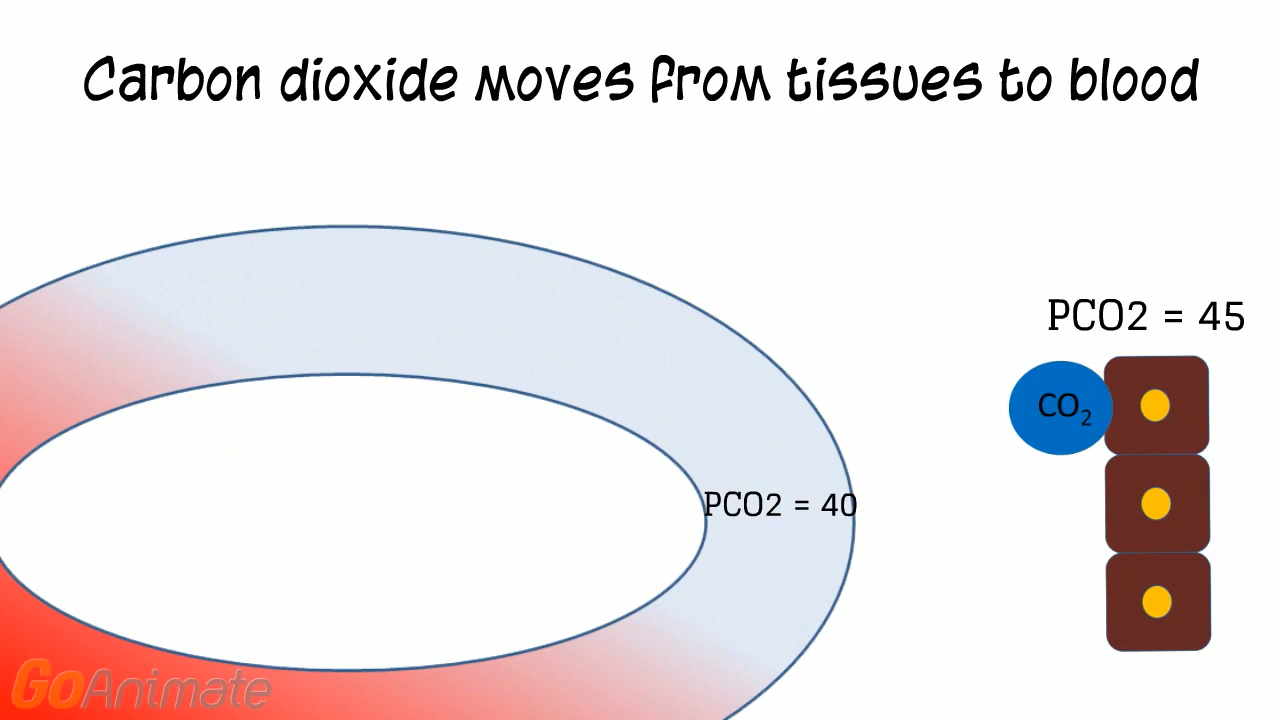 Carbon dioxide moves from tissues to blood
PCO2 = 45
CO₂
PCO2 = 40
GoAnimate